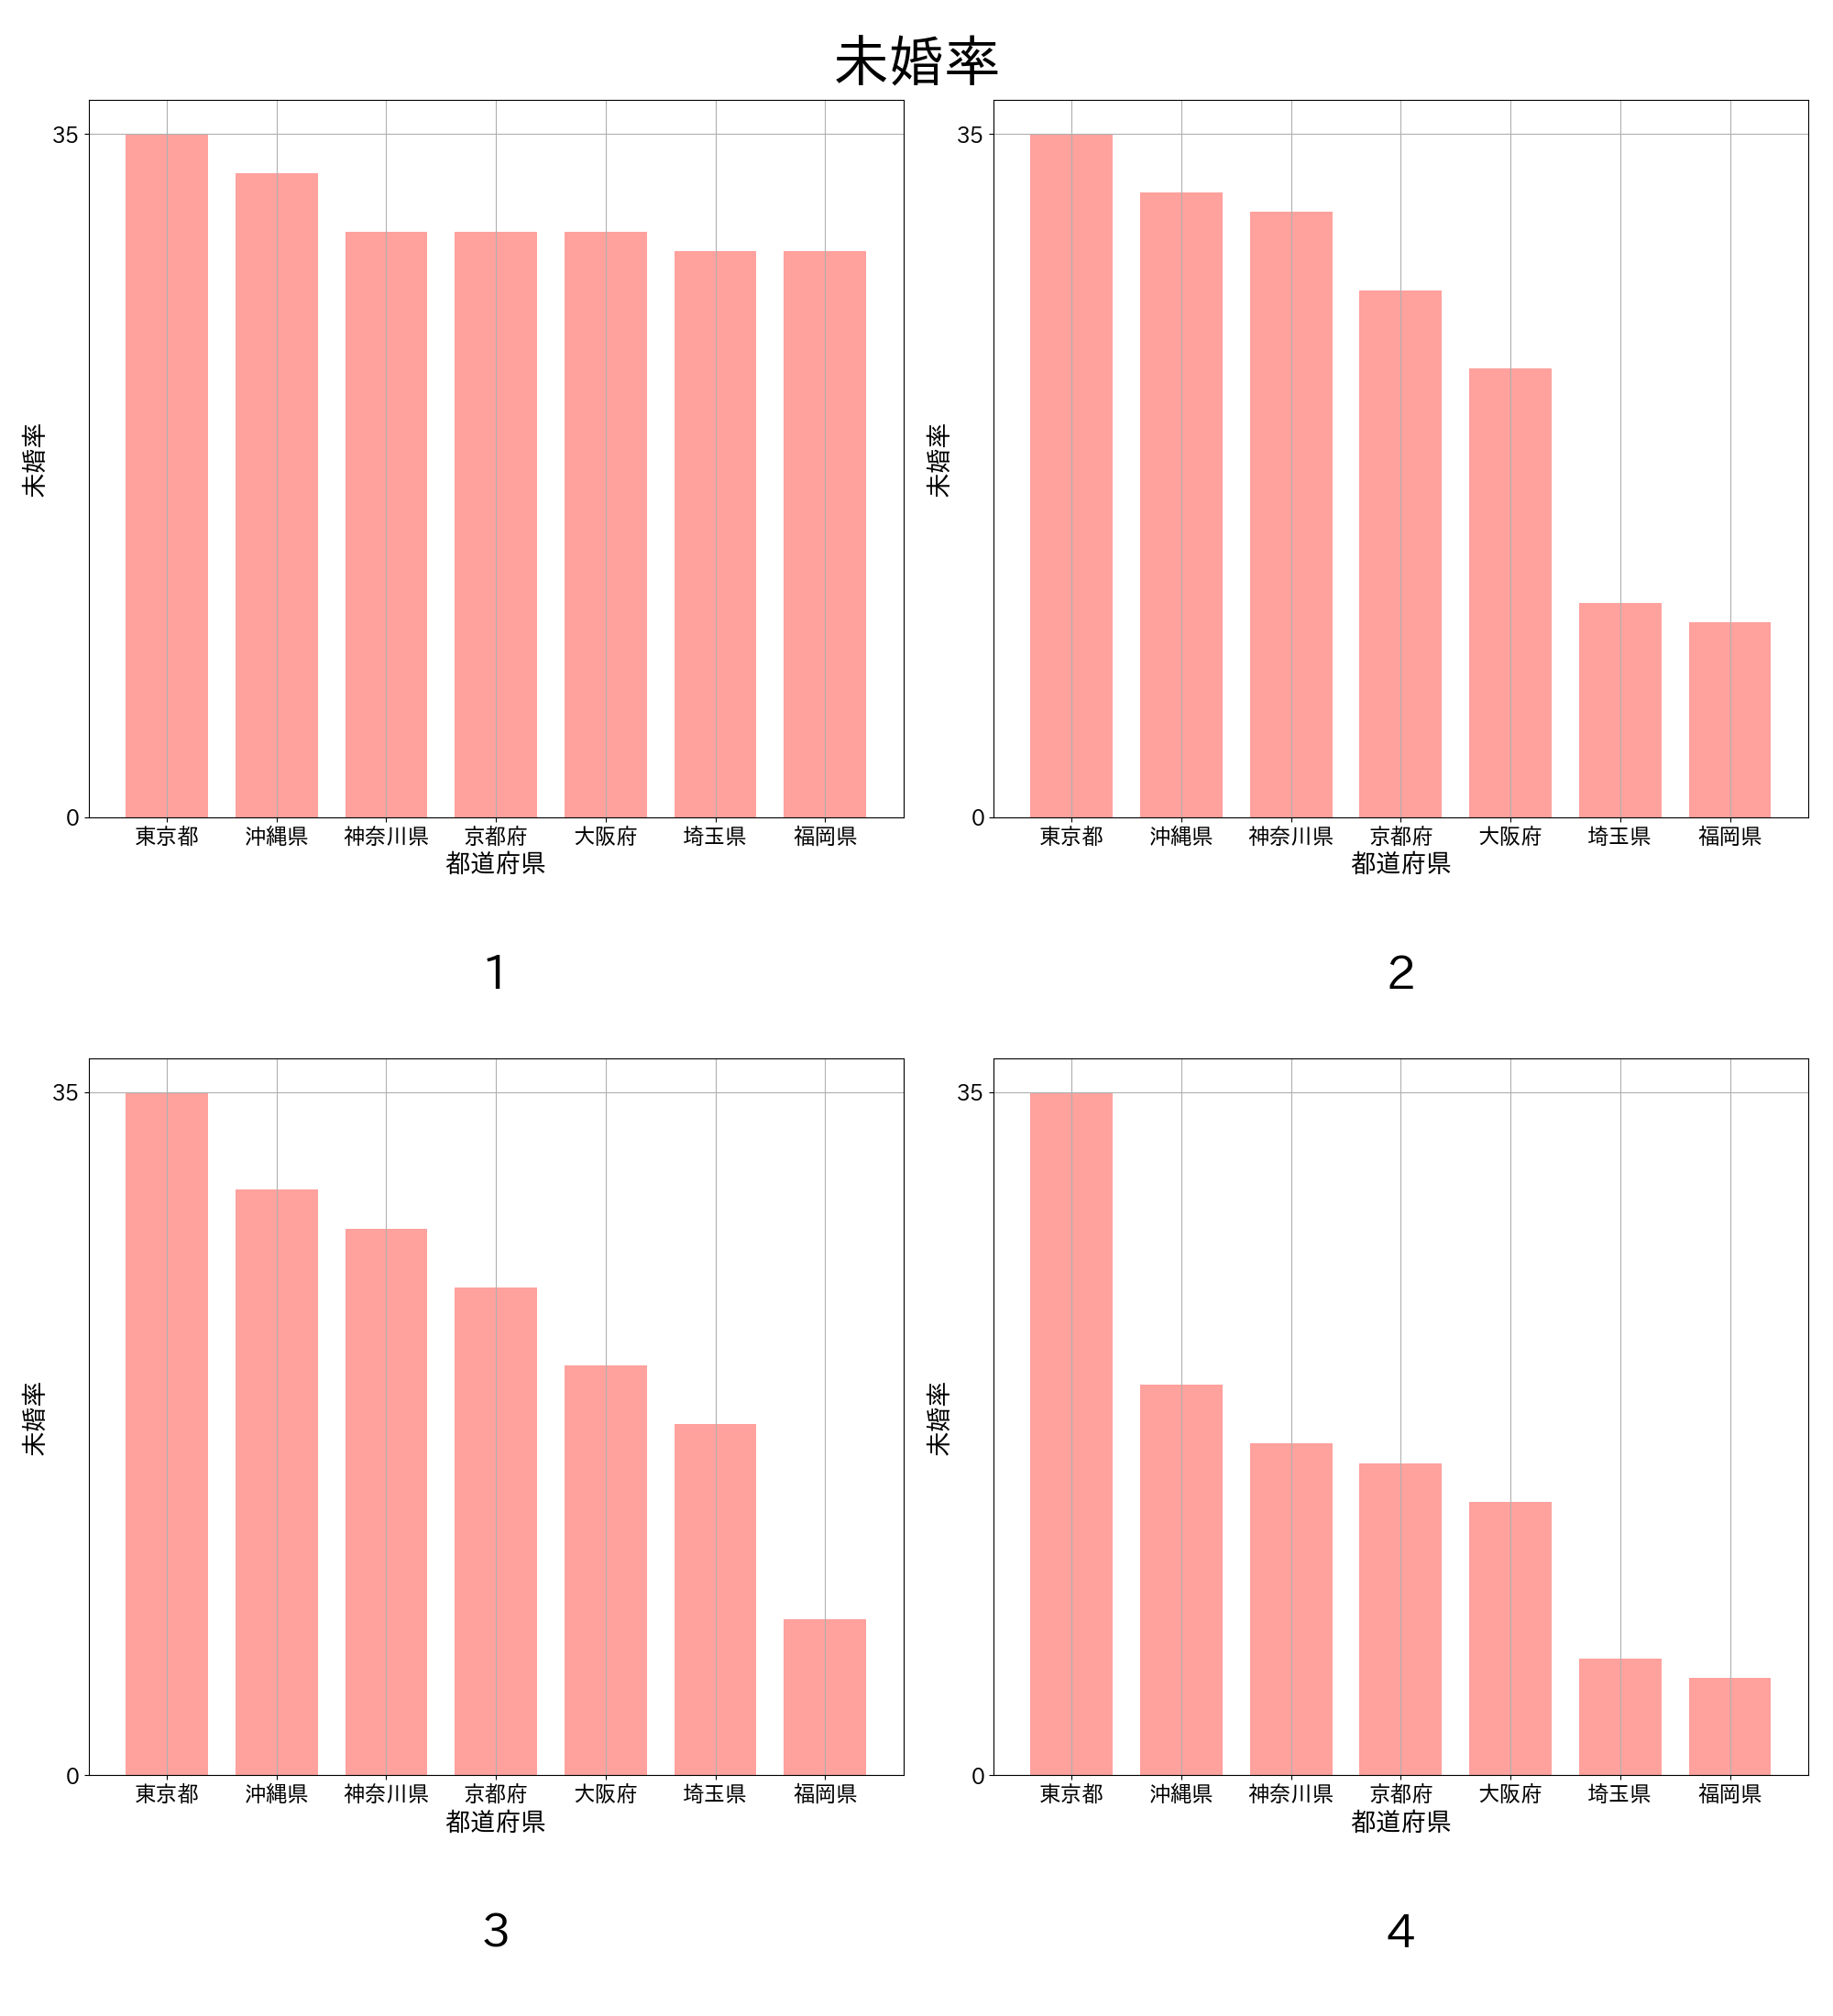 未婚率
35
0
未婚率
東京都 沖縄県 神奈川県 京都府 大阪府 埼玉県 福岡県
都道府県
1
35
0
未婚率
東京都 沖縄県 神奈川県 京都府 大阪府 埼玉県 福岡県
都道府県
2
35
0
未婚率
東京都 沖縄県 神奈川県 京都府 大阪府 埼玉県 福岡県
都道府県
3
35
0
未婚率
東京都 沖縄県 神奈川県 京都府 大阪府 埼玉県 福岡県
都道府県
4